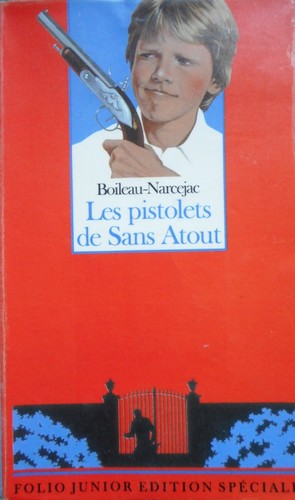 Boileau-Narcejac
Les pistolets
de Sans Atout
FOLIO JUNIOR EDITION SPÉCIALE